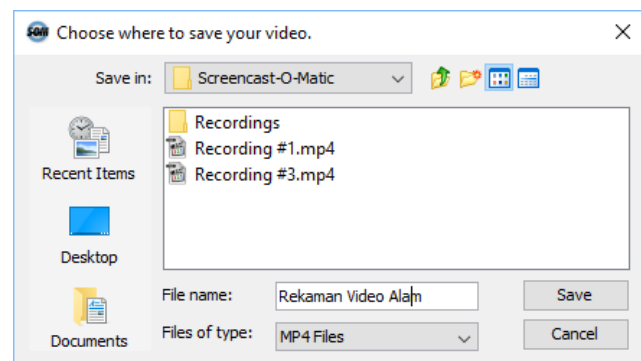 SOM Choose where to save your video.
Save in: Screencast-O-Matic
Recordings
Recording #1.mp4
Recording #3.mp4
Recent Items
Desktop
Documents
File name: Rekaman Video Alam Save
Files of type: MP4 Files Cancel